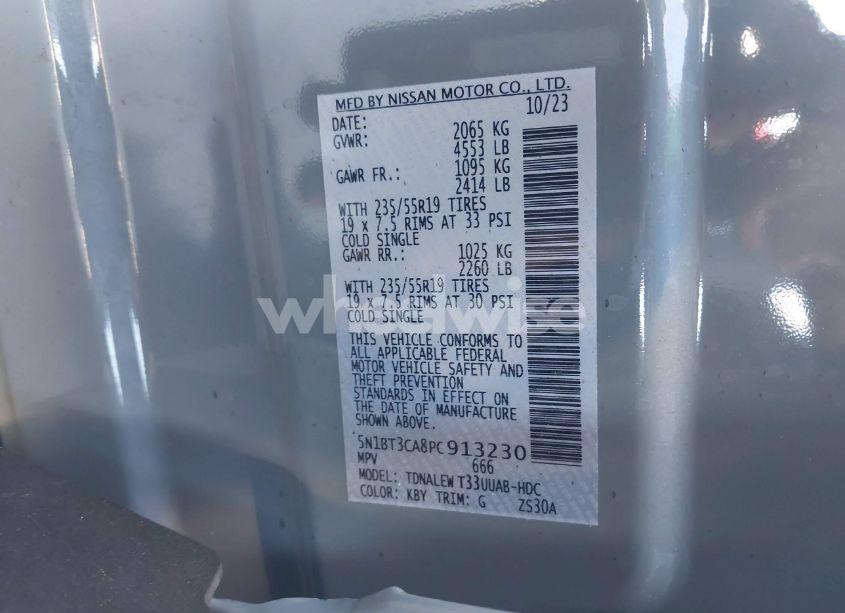 MFD BY NISSAN MOTOR CO., LTD.
DATE: 10/23
GVWR: 2065 KG
4553 LB
GAWR FR.: 1095 KG
2414 LB
WITH 235/55R19 TIRES
19 x 7.5 RIMS AT 33 PSI
COLD SINGLE
GAWR RR.: 1025 KG
2260 LB
WITH 235/55R19 TIRES
19 x 7.5 RIMS AT 30 PSI
COLD SINGLE
THIS VEHICLE CONFORMS TO
ALL APPLICABLE FEDERAL
MOTOR VEHICLE SAFETY AND
THEFT PREVENTION
STANDARDS IN EFFECT ON
THE DATE OF MANUFACTURE
SHOWN ABOVE.
5N1BT3CA8PC913230
MPV 666
MODEL: TDNALEW T33UUAB-HDC
COLOR: KBY TRIM: G ZS30A